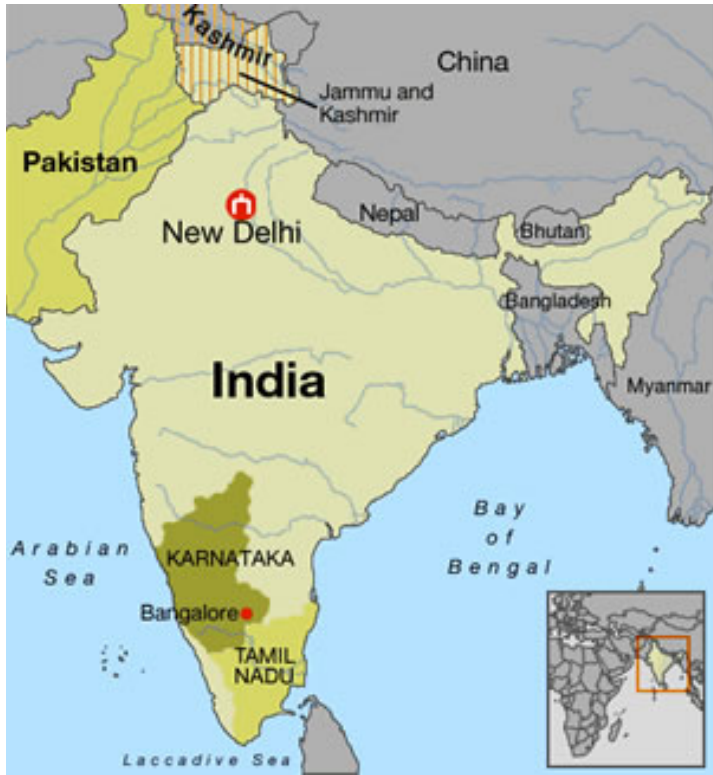 Kashmir
China
Jammu and
Kashmir
Pakistan
Nepal
New Delhi
Bhutan
Bangladesh
India
Myanmar
Bay
of
Bengal
Arabian
Sea
KARNATAKA
Bangalore
TAMIL
NADU
Laccadive Sea